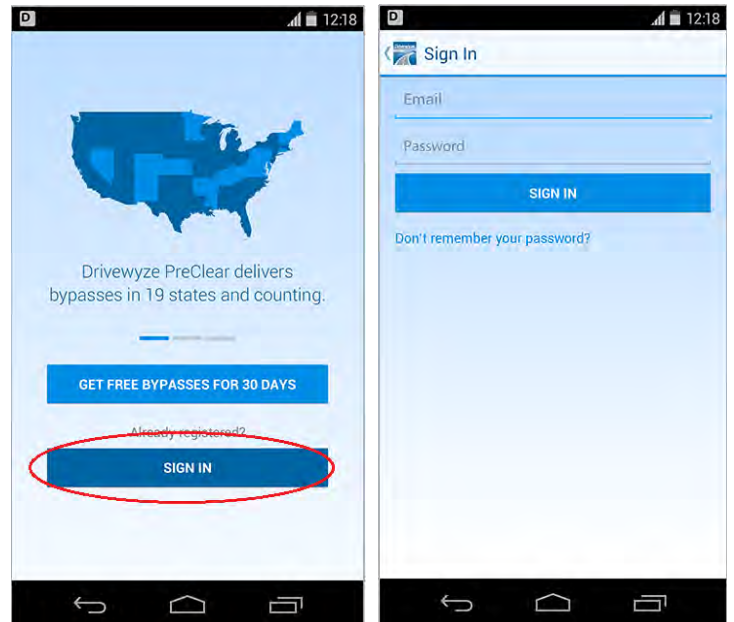 D
12:18
Drivewyze PreClear delivers
bypasses in 19 states and counting.
GET FREE BYPASSES FOR 30 DAYS
Already registered?
SIGN IN
D
12:18
Sign In
Email
Password
SIGN IN
Don't remember your password?